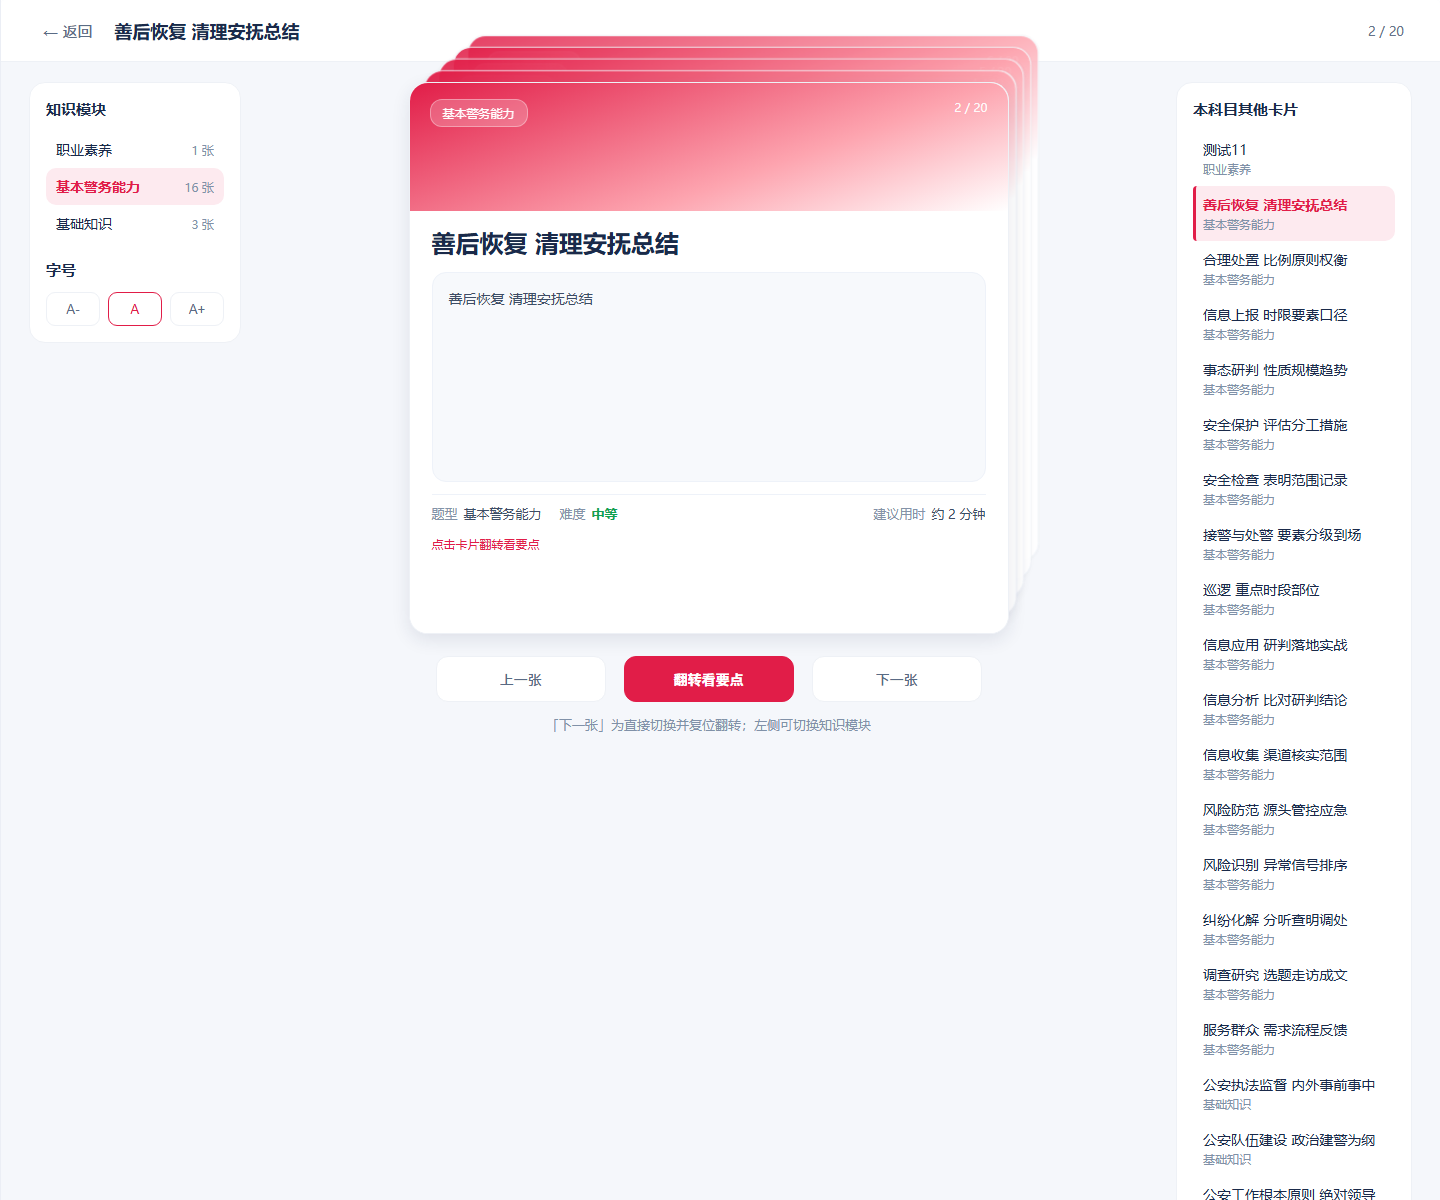 ← 返回 善后恢复 清理安抚总结
2 / 20
知识模块
职业素养 1 张
基本警务能力 16 张
基础知识 3 张
字号
A- A A+
基本警务能力 2 / 20
善后恢复 清理安抚总结
善后恢复 清理安抚总结
题型 基本警务能力 难度 中等 建议用时 约 2 分钟
点击卡片翻转看要点
上一张 翻转看要点 下一张
「下一张」为直接切换并复位翻转；左侧可切换知识模块
本科目其他卡片
测试11
职业素养
善后恢复 清理安抚总结
基本警务能力
合理处置 比例原则权衡
基本警务能力
信息上报 时限要素口径
基本警务能力
事态研判 性质规模趋势
基本警务能力
安全保护 评估分工措施
基本警务能力
安全检查 表明范围记录
基本警务能力
接警与处警 要素分级到场
基本警务能力
巡逻 重点时段部位
基本警务能力
信息应用 研判落地实战
基本警务能力
信息分析 比对研判结论
基本警务能力
信息收集 渠道核实范围
基本警务能力
风险防范 源头管控应急
基本警务能力
风险识别 异常信号排序
基本警务能力
纠纷化解 分听查明调处
基本警务能力
调查研究 选题走访成文
基本警务能力
服务群众 需求流程反馈
基本警务能力
公安执法监督 内外事前事中
基础知识
公安队伍建设 政治建警为纲
基础知识
公安工作根本原则 绝对领导